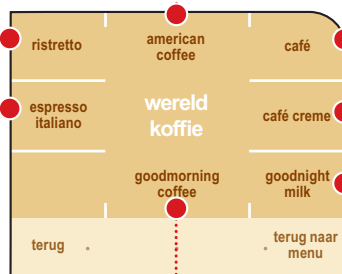 ristretto
american
coffee
café
espresso
italiano
wereld
koffie
café creme
goodmorning
coffee
goodnight
milk
terug
terug naar
menu